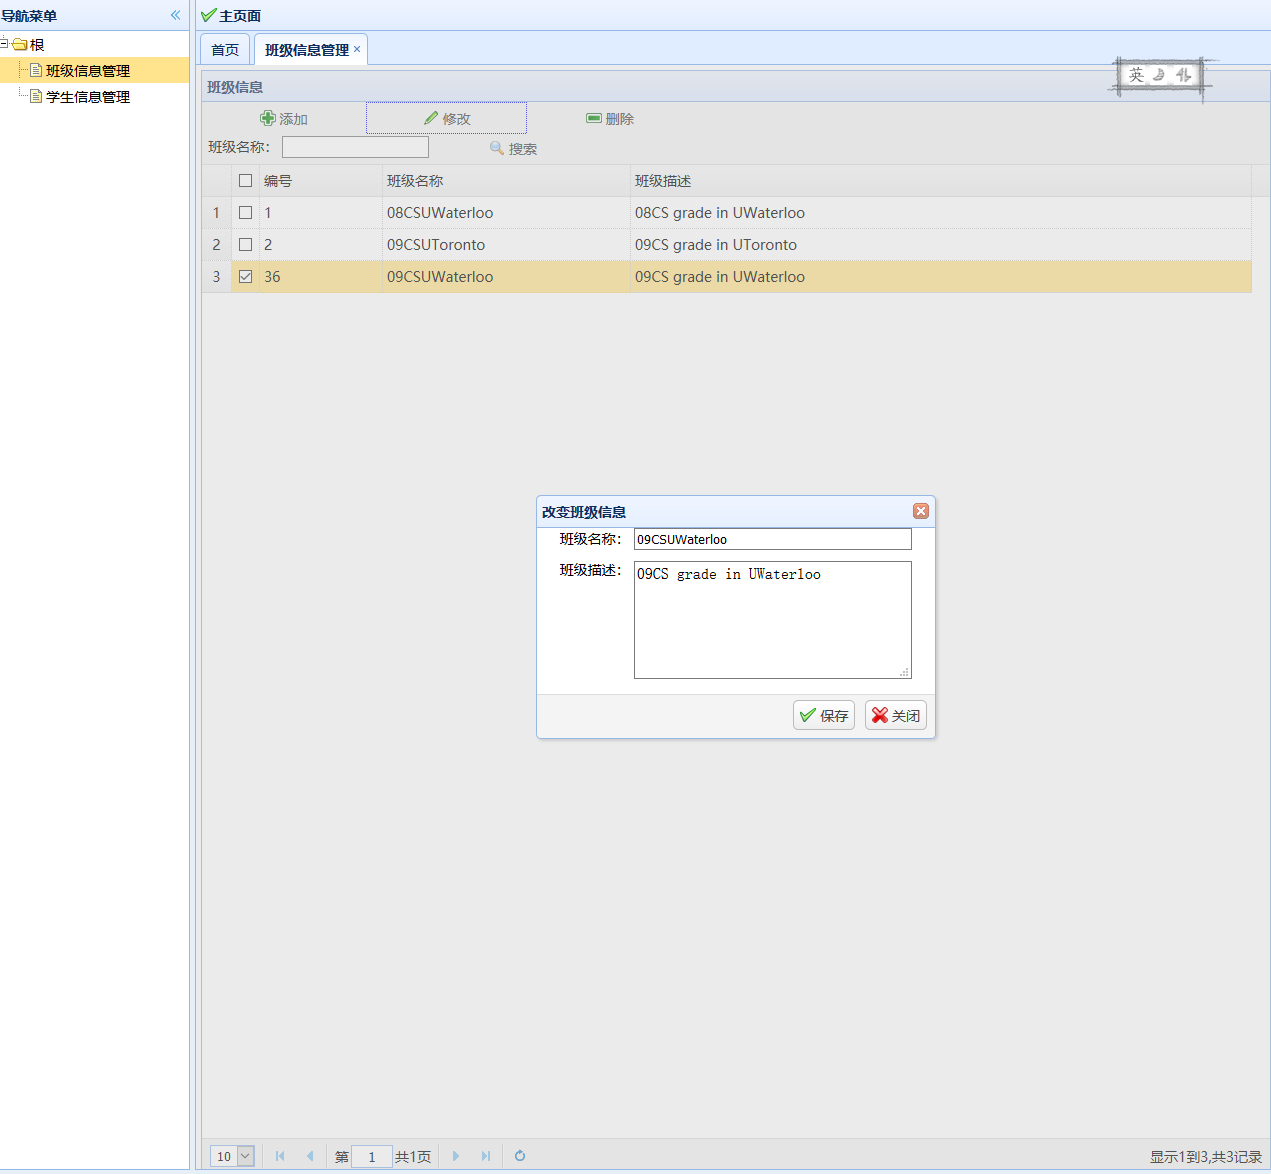 导航菜单
根
班级信息管理
学生信息管理
主页面
首页 班级信息管理
班级信息
英
添加 修改 删除
班级名称: 搜索
编号 班级名称 班级描述
1 1 08CSUWaterloo 08CS grade in UWaterloo
2 2 09CSUToronto 09CS grade in UToronto
3 36 09CSUWaterloo 09CS grade in UWaterloo
改变班级信息
班级名称: 09CSUWaterloo
班级描述: 09CS grade in UWaterloo
保存 关闭
10 第 1 共1页 显示1到3,共3记录